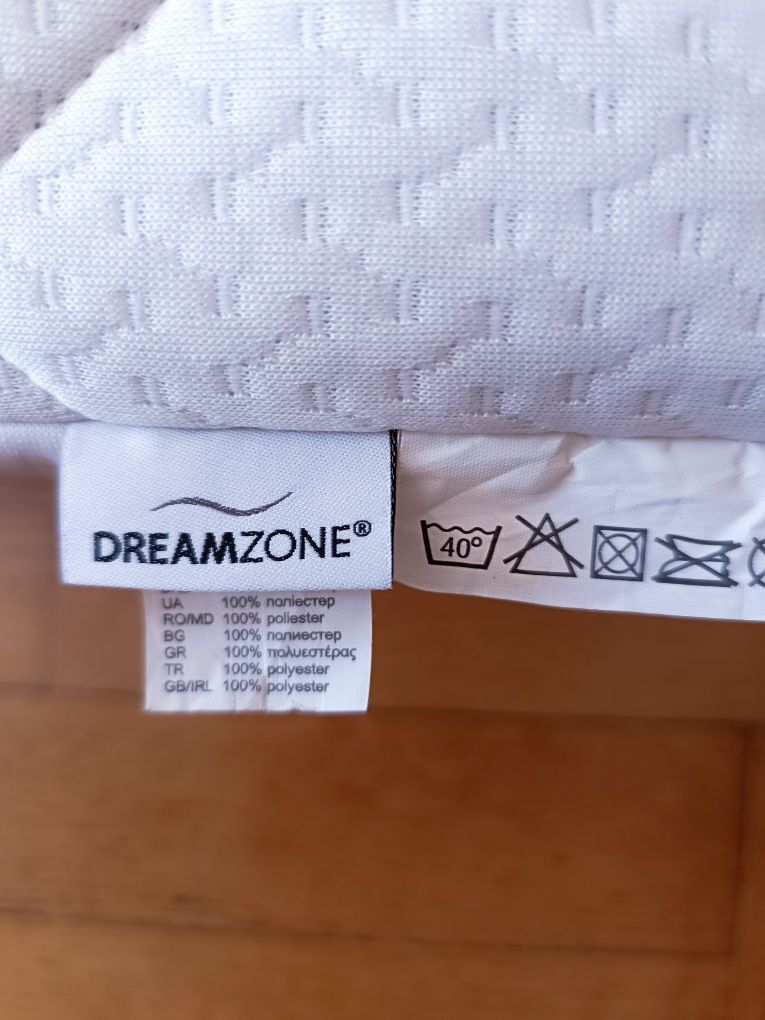 DREAMZONE®
40°
UA 100% поліестер
RO/MD 100% poliester
BG 100% полиестер
GR 100% πολυεστέρας
TR 100% polyester
GB/IRL 100% polyester